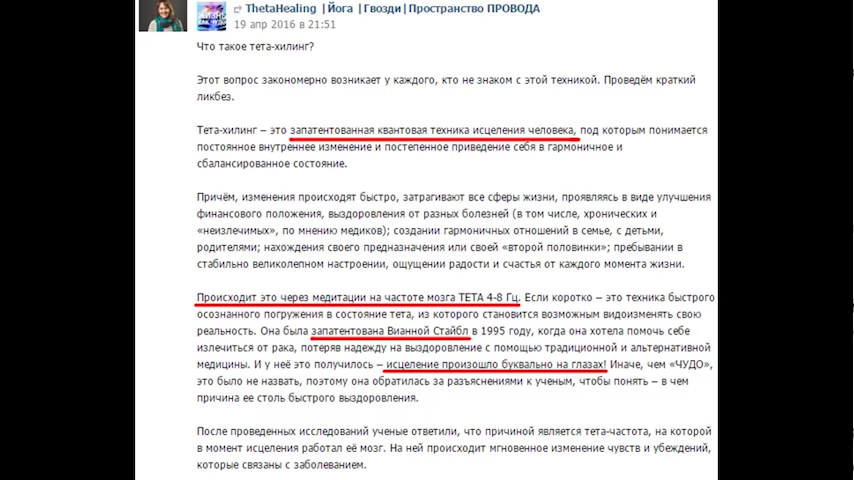 ThetaHealing |Йога |Гвозди|Пространство ПРОВОДА
19 апр 2016 в 21:51
Что такое тета-хилинг?
Этот вопрос закономерно возникает у каждого, кто не знаком с этой техникой. Проведём краткий
ликбез.
Тета-хилинг – это запатентованная квантовая техника исцеления человека, под которым понимается
постоянное внутреннее изменение и постепенное приведение себя в гармоничное и
сбалансированное состояние.
Причём, изменения происходят быстро, затрагивают все сферы жизни, проявляясь в виде улучшения
финансового положения, выздоровления от разных болезней (в том числе, хронических и
«неизлечимых», по мнению медиков); создании гармоничных отношений в семье, с детьми,
родителями; нахождения своего предназначения или своей «второй половинки»; пребывании в
стабильно великолепном настроении, ощущении радости и счастья от каждого момента жизни.
Происходит это через медитации на частоте мозга ТЕТА 4-8 Гц. Если коротко – это техника быстрого
осознанного погружения в состояние тета, из которого становится возможным видоизменять свою
реальность. Она была запатентована Вианной Стайбл в 1995 году, когда она хотела помочь себе
излечиться от рака, потеряв надежду на выздоровление с помощью традиционной и альтернативной
медицины. И у неё это получилось – исцеление произошло буквально на глазах! Иначе, чем «ЧУДО»,
это было не назвать, поэтому она обратилась за разъяснениями к ученым, чтобы понять – в чем
причина ее столь быстрого выздоровления.
После проведенных исследований ученые ответили, что причиной является тета-частота, на которой
в момент исцеления работал её мозг. На ней происходит мгновенное изменение чувств и убеждений,
которые связаны с заболеванием.